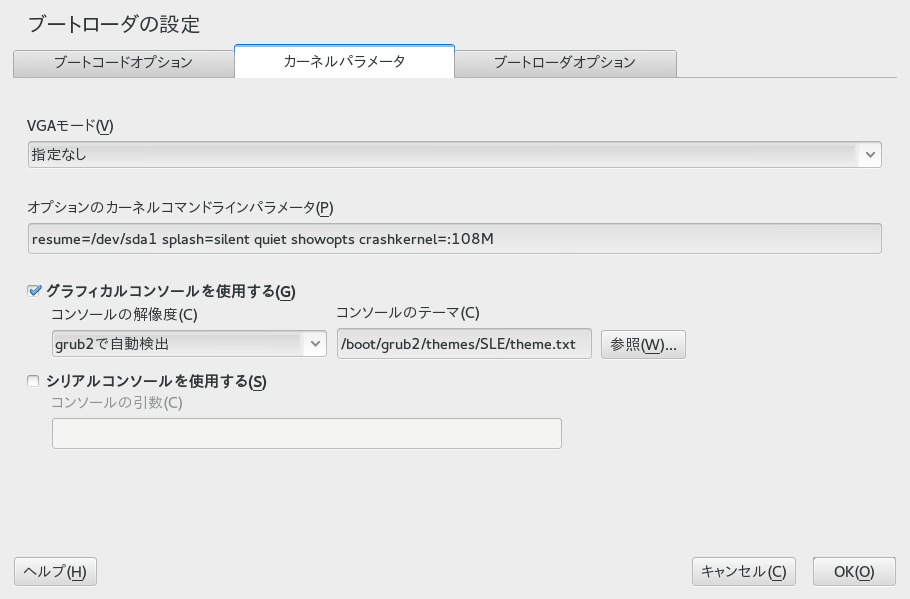 ブートローダの設定
ブートコードオプション
カーネルパラメータ
ブートローダオプション
VGAモード(V)
指定なし
オプションのカーネルコマンドラインパラメータ(P)
resume=/dev/sda1 splash=silent quiet showopts crashkernel=:108M
グラフィカルコンソールを使用する(G)
コンソールの解像度(C)
コンソールのテーマ(C)
grub2で自動検出
/boot/grub2/themes/SLE/theme.txt
参照(W)...
シリアルコンソールを使用する(S)
コンソールの引数(C)
ヘルプ(H)
キャンセル(C)
OK(O)